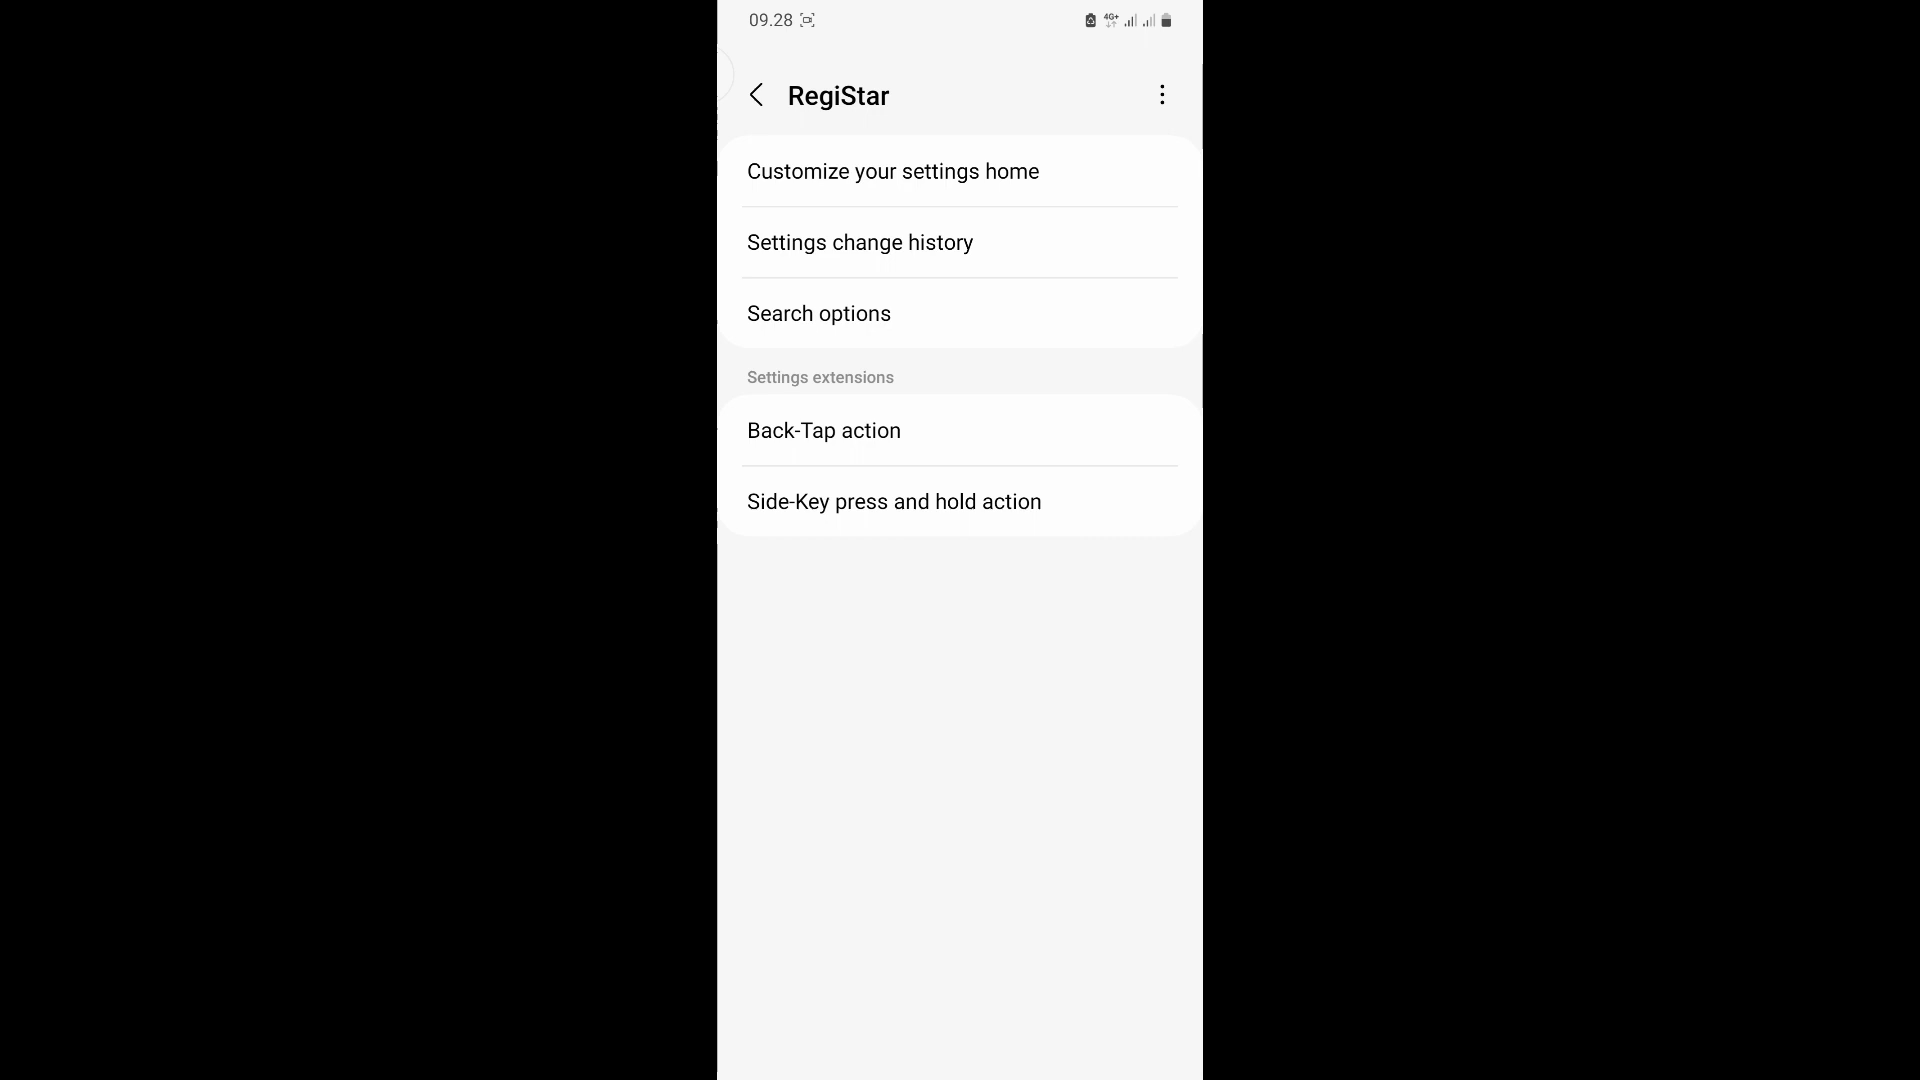 09.28
4G+
RegiStar
Customize your settings home
Settings change history
Search options
Settings extensions
Back-Tap action
Side-Key press and hold action